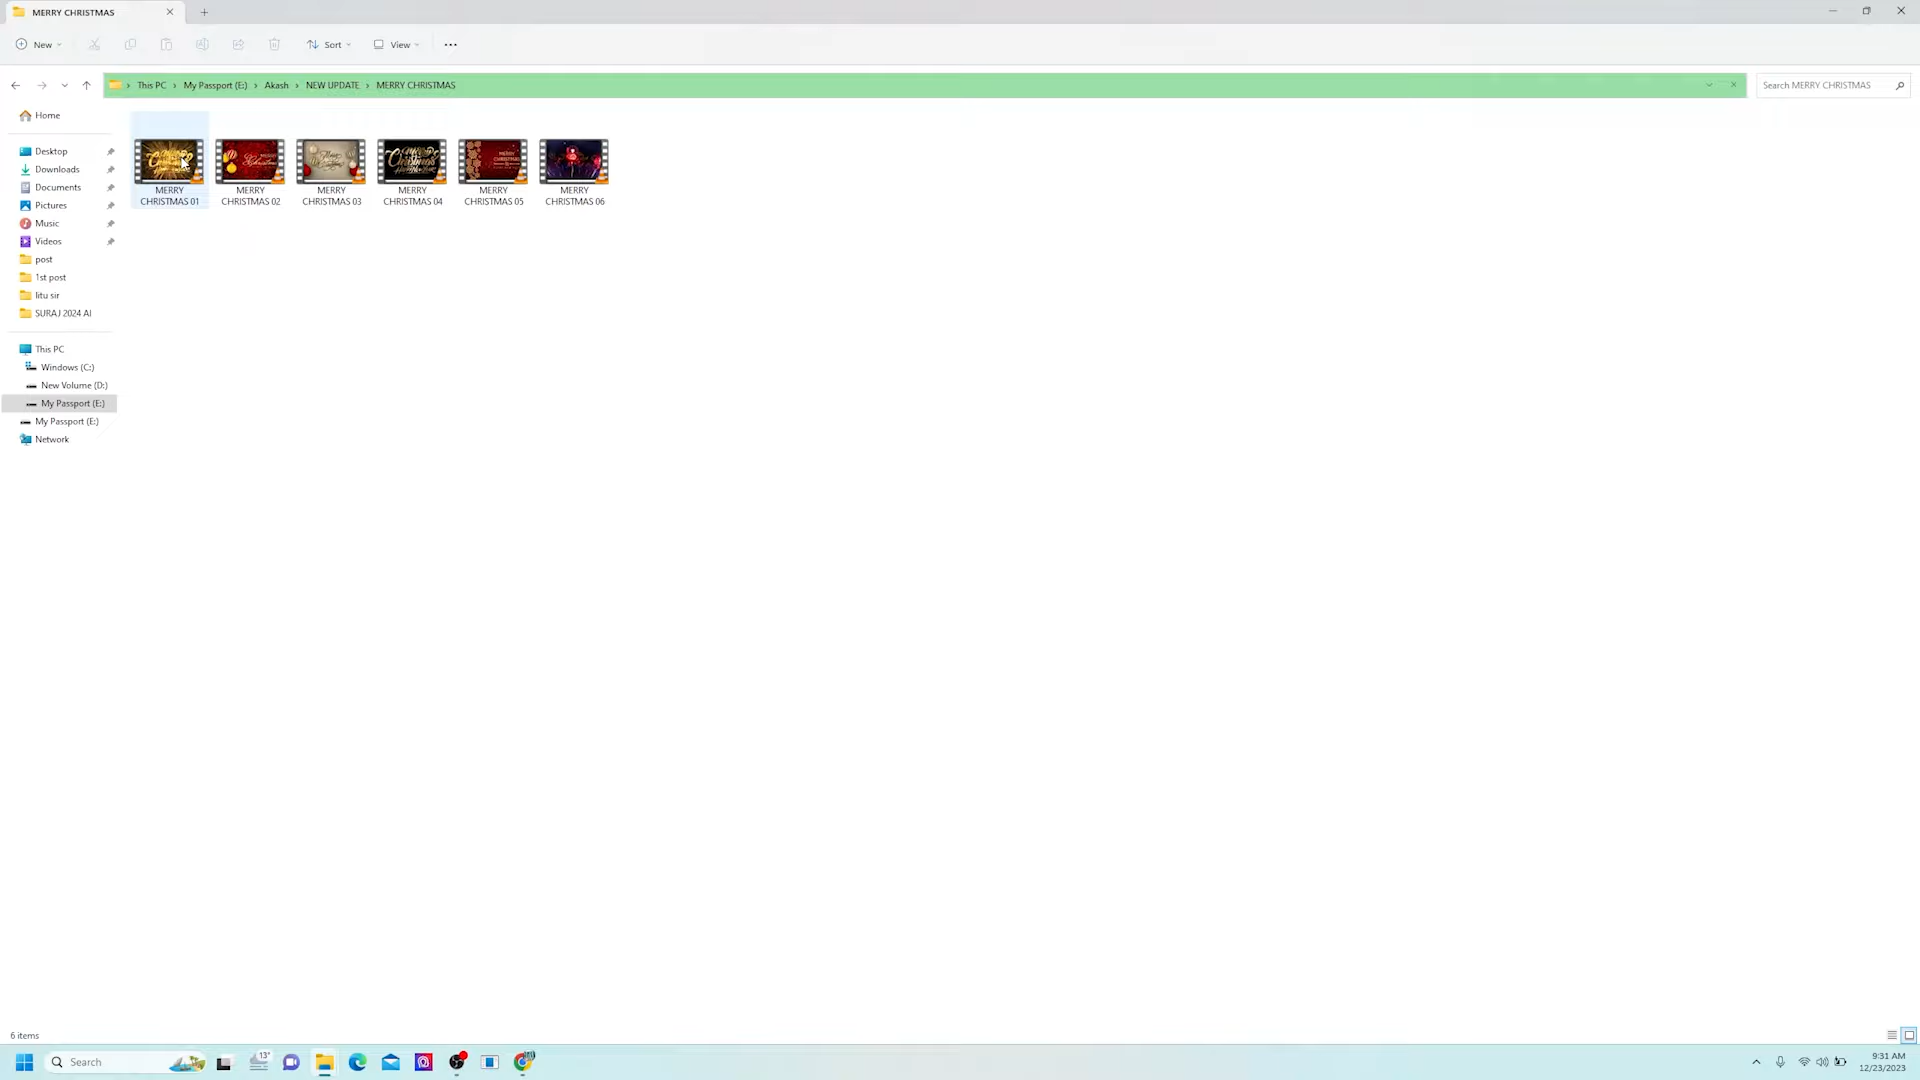 MERRY CHRISTMAS
New
Sort
View
This PC
My Passport (E:)
Akash
NEW UPDATE
MERRY CHRISTMAS
Search MERRY CHRISTMAS
Home
Desktop
Downloads
Documents
Pictures
Music
Videos
post
1st post
litu sir
SURAJ 2024 AI
This PC
Windows (C:)
New Volume (D:)
My Passport (E:)
My Passport (E:)
Network
MERRY
CHRISTMAS 01
MERRY
CHRISTMAS 02
MERRY
CHRISTMAS 03
MERRY
CHRISTMAS 04
MERRY
CHRISTMAS 05
MERRY
CHRISTMAS 06
6 items
Search
13°
9:31 AM
12/23/2023